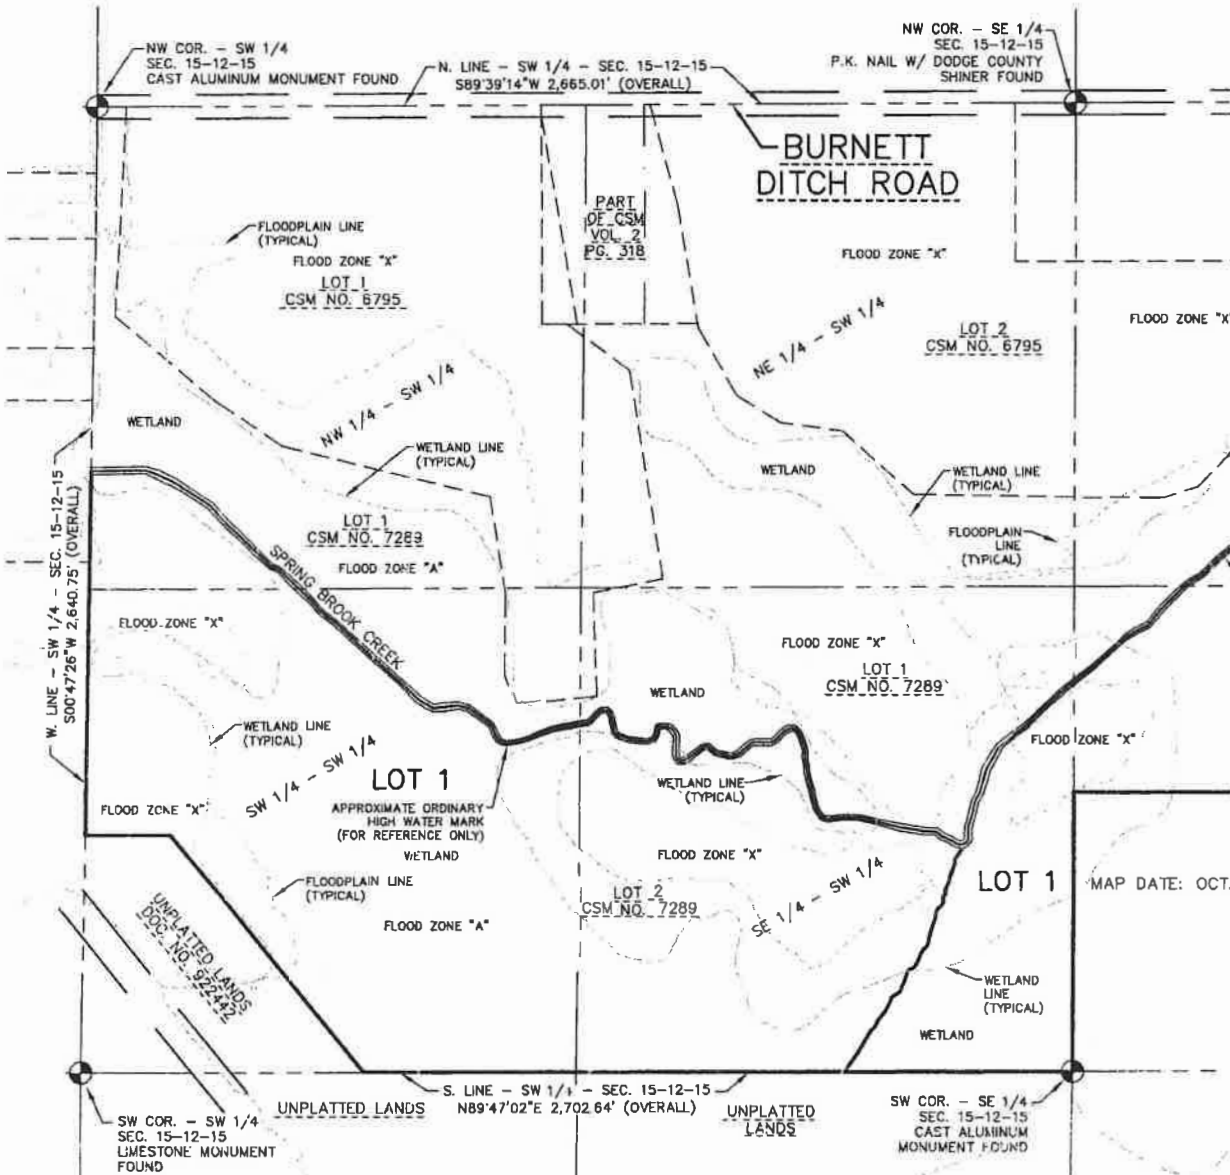 NW COR. - SW 1/4
SEC. 15-12-15
CAST ALUMINUM MONUMENT FOUND
N. LINE - SW 1/4 - SEC. 15-12-15
S89°39'14"W 2,665.01' (OVERALL)
NW COR. - SE 1/4
SEC. 15-12-15
P.K. NAIL W/ DODGE COUNTY
SHINER FOUND
BURNETT
DITCH ROAD
PART
OF CSM
VOL. 2
PG. 318
FLOODPLAIN LINE
(TYPICAL)
FLOOD ZONE "X"
LOT 1
CSM NO. 6795
FLOOD ZONE "X"
LOT 2
CSM NO. 6795
FLOOD ZONE "X"
NE 1/4 - SW 1/4
NW 1/4 - SW 1/4
WETLAND
WETLAND LINE
(TYPICAL)
WETLAND
WETLAND LINE
(TYPICAL)
LOT 1
CSM NO. 7289
FLOOD ZONE "A"
FLOODPLAIN
LINE
(TYPICAL)
W. LINE - SW 1/4 - SEC. 15-12-15
S00°47'26"W 2,640.75' (OVERALL)
SPRING BROOK CREEK
FLOOD ZONE "X"
FLOOD ZONE "X"
LOT 1
CSM NO. 7289
WETLAND
WETLAND LINE
(TYPICAL)
FLOOD ZONE "X"
SW 1/4 - SW 1/4
LOT 1
APPROXIMATE ORDINARY
HIGH WATER MARK
(FOR REFERENCE ONLY)
WETLAND LINE
(TYPICAL)
FLOOD ZONE "X"
WETLAND
FLOOD ZONE "X"
LOT 2
CSM NO. 7289
SE 1/4 - SW 1/4
LOT 1
MAP DATE: OCT.
FLOODPLAIN LINE
(TYPICAL)
FLOOD ZONE "A"
UNPLATTED LANDS
DOC. NO. 922442
WETLAND
LINE
(TYPICAL)
WETLAND
S. LINE - SW 1/4 - SEC. 15-12-15
N89°47'02"E 2,702.64' (OVERALL)
UNPLATTED LANDS
UNPLATTED
LANDS
SW COR. - SW 1/4
SEC. 15-12-15
LIMESTONE MONUMENT
FOUND
SW COR. - SE 1/4
SEC. 15-12-15
CAST ALUMINUM
MONUMENT FOUND